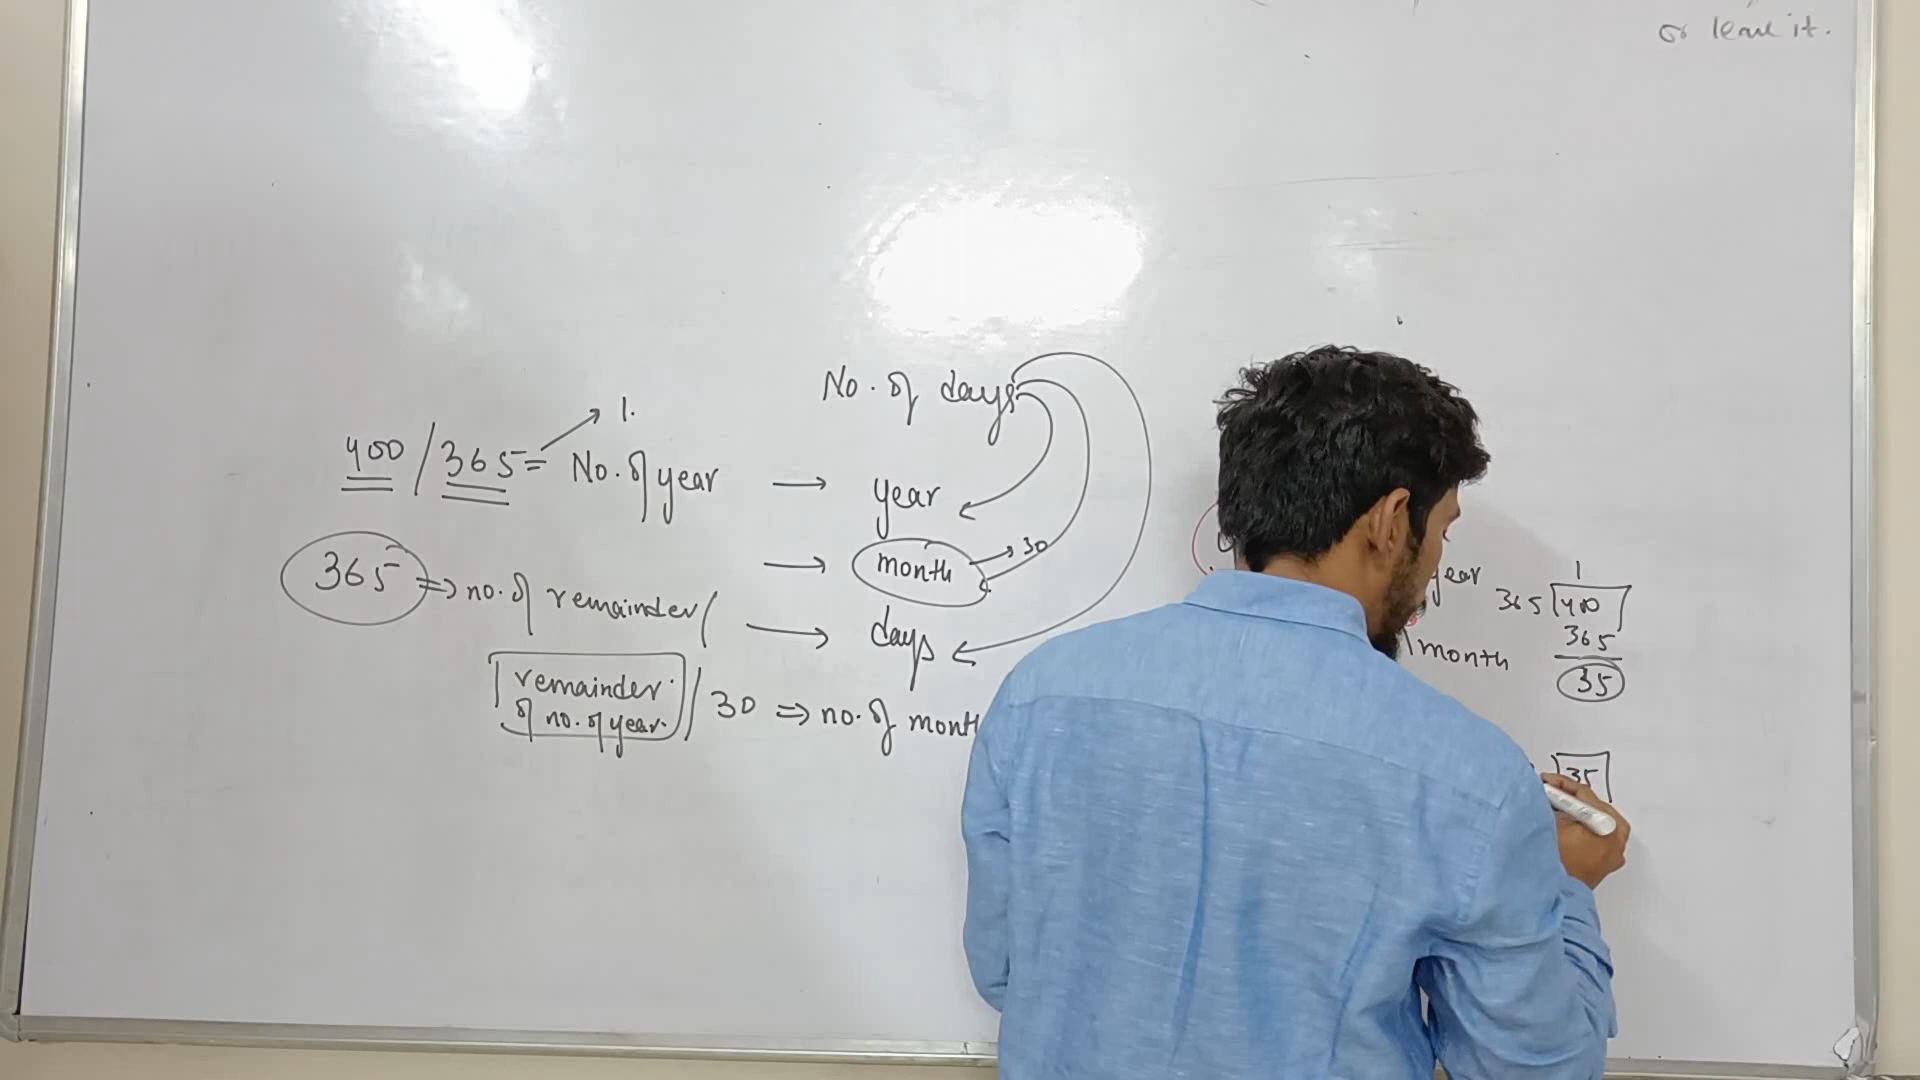 or leave it.
No. of days
1.
400 / 365 = No. of year → year
365 ⇒ no. of remainder / → days
→ month → 30
remainder / 30 ⇒ no. of month
of no. of year.
year
month
1
365 400
365
35
35